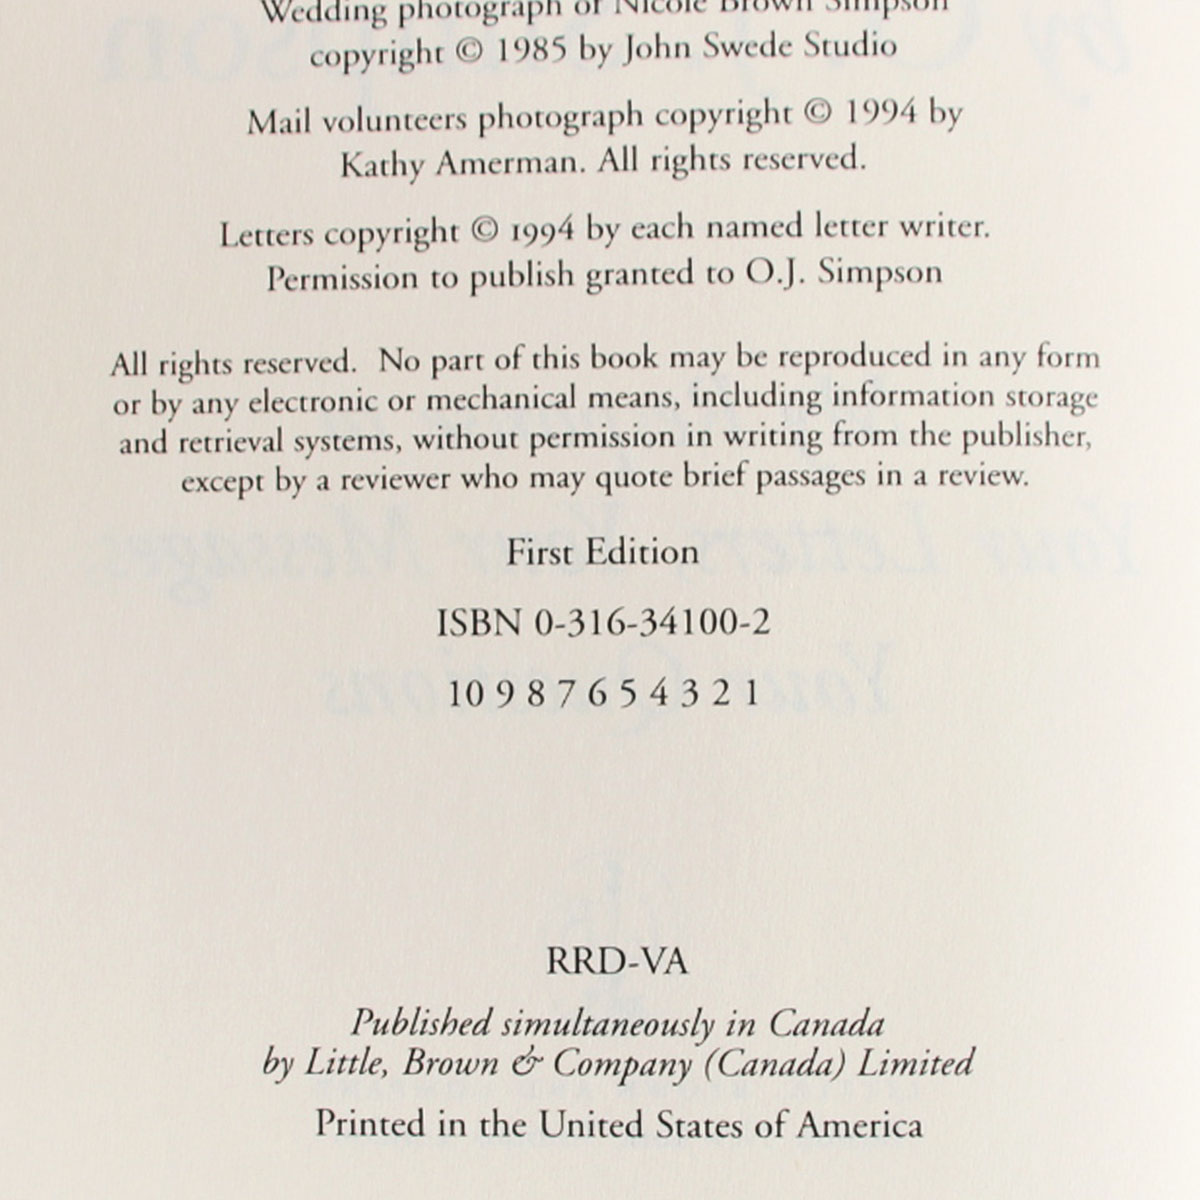 Wedding photograph of Nicole Brown Simpson
copyright © 1985 by John Swede Studio
Mail volunteers photograph copyright © 1994 by
Kathy Amerman. All rights reserved.
Letters copyright © 1994 by each named letter writer.
Permission to publish granted to O.J. Simpson
All rights reserved. No part of this book may be reproduced in any form
or by any electronic or mechanical means, including information storage
and retrieval systems, without permission in writing from the publisher,
except by a reviewer who may quote brief passages in a review.
First Edition
ISBN 0-316-34100-2
10 9 8 7 6 5 4 3 2 1
RRD-VA
Published simultaneously in Canada
by Little, Brown & Company (Canada) Limited
Printed in the United States of America